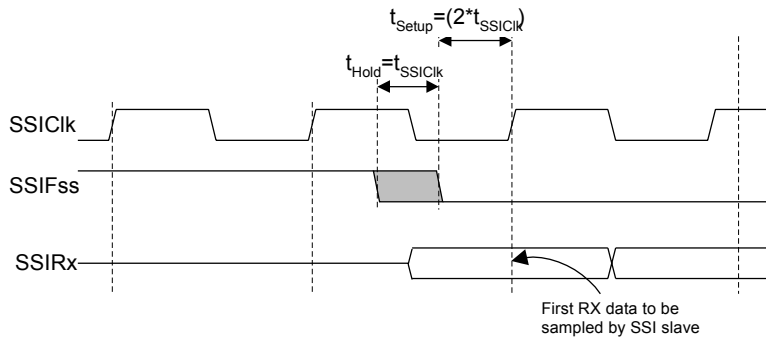 tSetup=(2*tSSIClk)
tHold=tSSIClk
SSIClk
SSIFss
SSIRx
First RX data to be
sampled by SSI slave